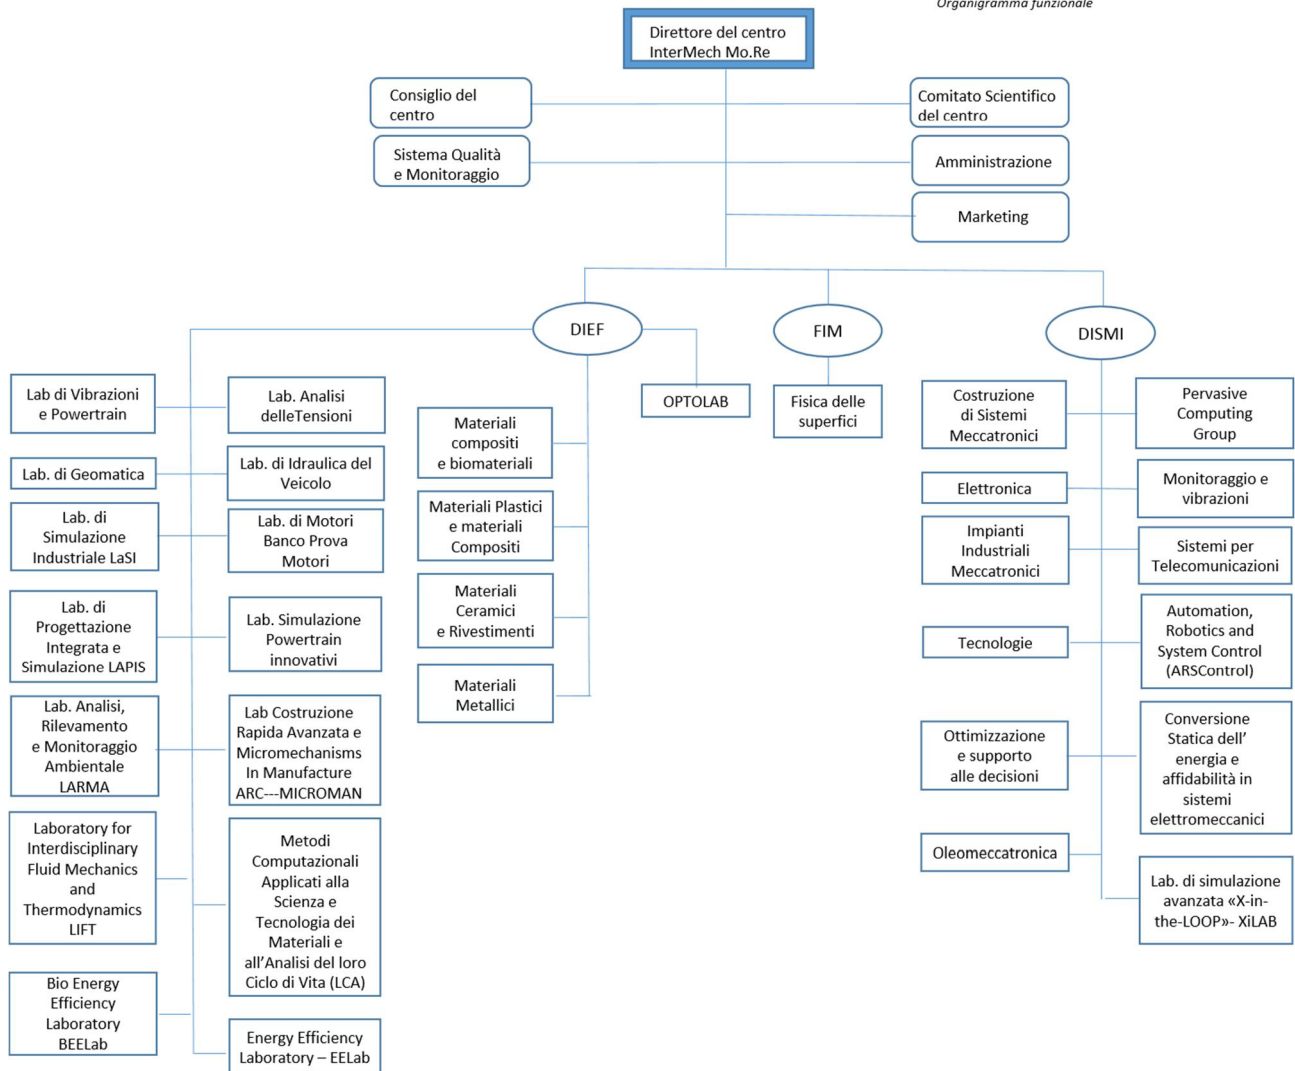 Organigramma funzionale
Direttore del centro
InterMech Mo.Re
Consiglio del
centro
Comitato Scientifico
del centro
Sistema Qualità
e Monitoraggio
Amministrazione
Marketing
DIEF
FIM
DISMI
Lab di Vibrazioni
e Powertrain
Lab. Analisi
delleTensioni
Lab. di Geomatica
Lab. di Idraulica del
Veicolo
Lab. di
Simulazione
Industriale LaSI
Lab. di Motori
Banco Prova
Motori
Lab. di
Progettazione
Integrata e
Simulazione LAPIS
Lab. Simulazione
Powertrain
innovativi
Lab. Analisi,
Rilevamento
e Monitoraggio
Ambientale
LARMA
Lab Costruzione
Rapida Avanzata e
Micromechanisms
In Manufacture
ARC---MICROMAN
Laboratory for
Interdisciplinary
Fluid Mechanics
and
Thermodynamics
LIFT
Metodi
Computazionali
Applicati alla
Scienza e
Tecnologia dei
Materiali e
all’Analisi del loro
Ciclo di Vita (LCA)
Bio Energy
Efficiency
Laboratory
BEELab
Energy Efficiency
Laboratory – EELab
Materiali
compositi
e biomateriali
Materiali Plastici
e materiali
Compositi
Materiali
Ceramici
e Rivestimenti
Materiali
Metallici
OPTOLAB
Fisica delle
superfici
Costruzione
di Sistemi
Meccatronici
Pervasive
Computing
Group
Elettronica
Monitoraggio e
vibrazioni
Impianti
Industriali
Meccatronici
Sistemi per
Telecomunicazioni
Tecnologie
Automation,
Robotics and
System Control
(ARSControl)
Ottimizzazione
e supporto
alle decisioni
Conversione
Statica dell’
energia e
affidabilità in
sistemi
elettromeccanici
Oleomeccatronica
Lab. di simulazione
avanzata «X-in-
the-LOOP»- XiLAB